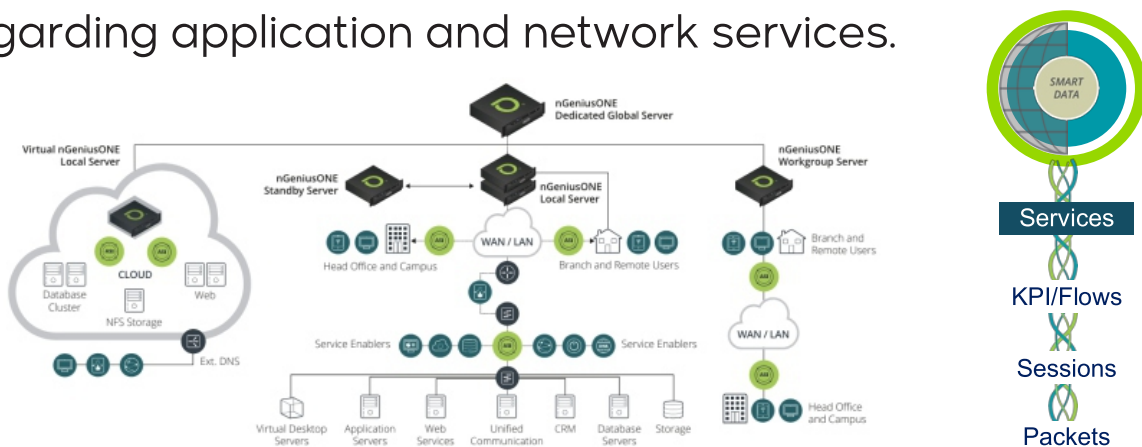 garding application and network services.
nGeniusONE
Dedicated Global Server
Virtual nGeniusONE
Local Server
nGeniusONE
Standby Server
nGeniusONE
Local Server
nGeniusONE
Workgroup Server
CLOUD
Database
Cluster
NFS Storage
Web
Ext. DNS
Head Office and Campus
WAN / LAN
Branch and Remote Users
Service Enablers
Service Enablers
Virtual Desktop
Servers
Application
Servers
Web
Services
Unified
Communication
CRM
Database
Servers
Storage
Branch and
Remote Users
WAN / LAN
Head Office
and Campus
SMART
DATA
Services
KPI/Flows
Sessions
Packets